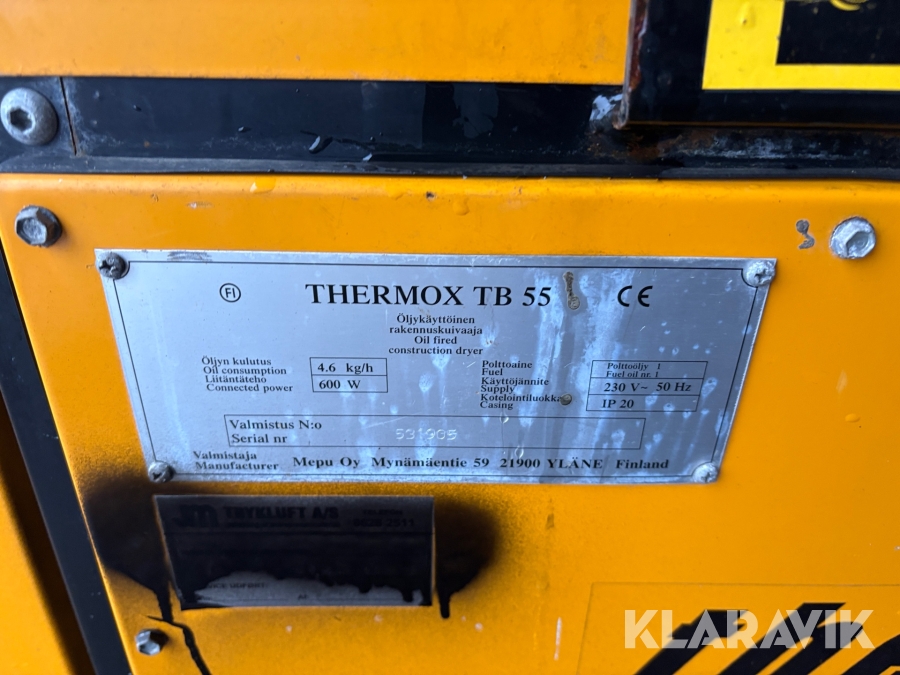 FI THERMOX TB 55 CE
Öljykäyttöinen
rakennuskuivaaja
Oil fired
construction dryer
Öljyn kulutus
Oil consumption 4.6 kg/h
Liitäntäteho
Connected power 600 W
Polttoaine Polttoöljy 1
Fuel Fuel oil nr. 1
Käyttöjännite
Supply 230 V~ 50 Hz
Kotelointiluokka
Casing IP 20
Valmistus N:o
Serial nr 531905
Valmistaja
Manufacturer Mepu Oy Mynämäentie 59 21900 YLÄNE Finland
TRYKLUFT A/S
KLARAVIK